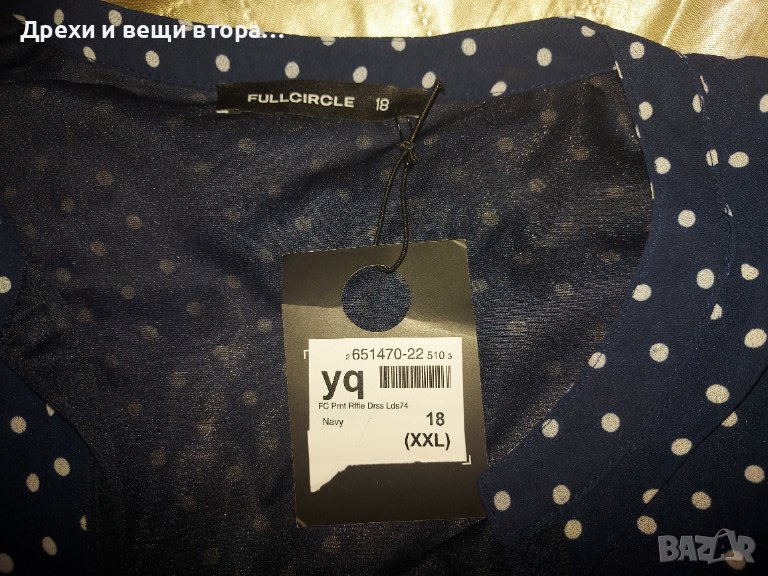 Дрехи и вещи втора...
FULLCIRCLE 18
2 651470-22 510 3
yq
FC Prnt Rffle Drss Lds74
Navy 18
(XXL)
BAZAR